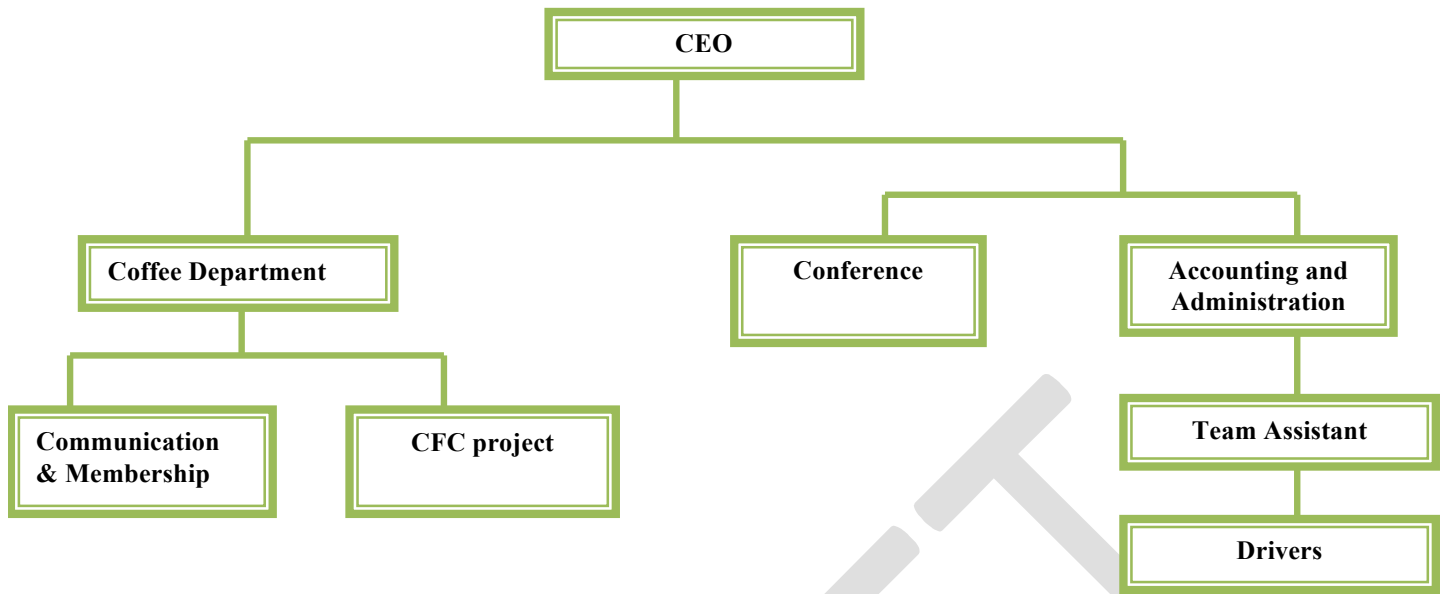 CEO
Coffee Department
Conference
Accounting and
Administration
Communication
& Membership
CFC project
Team Assistant
Drivers